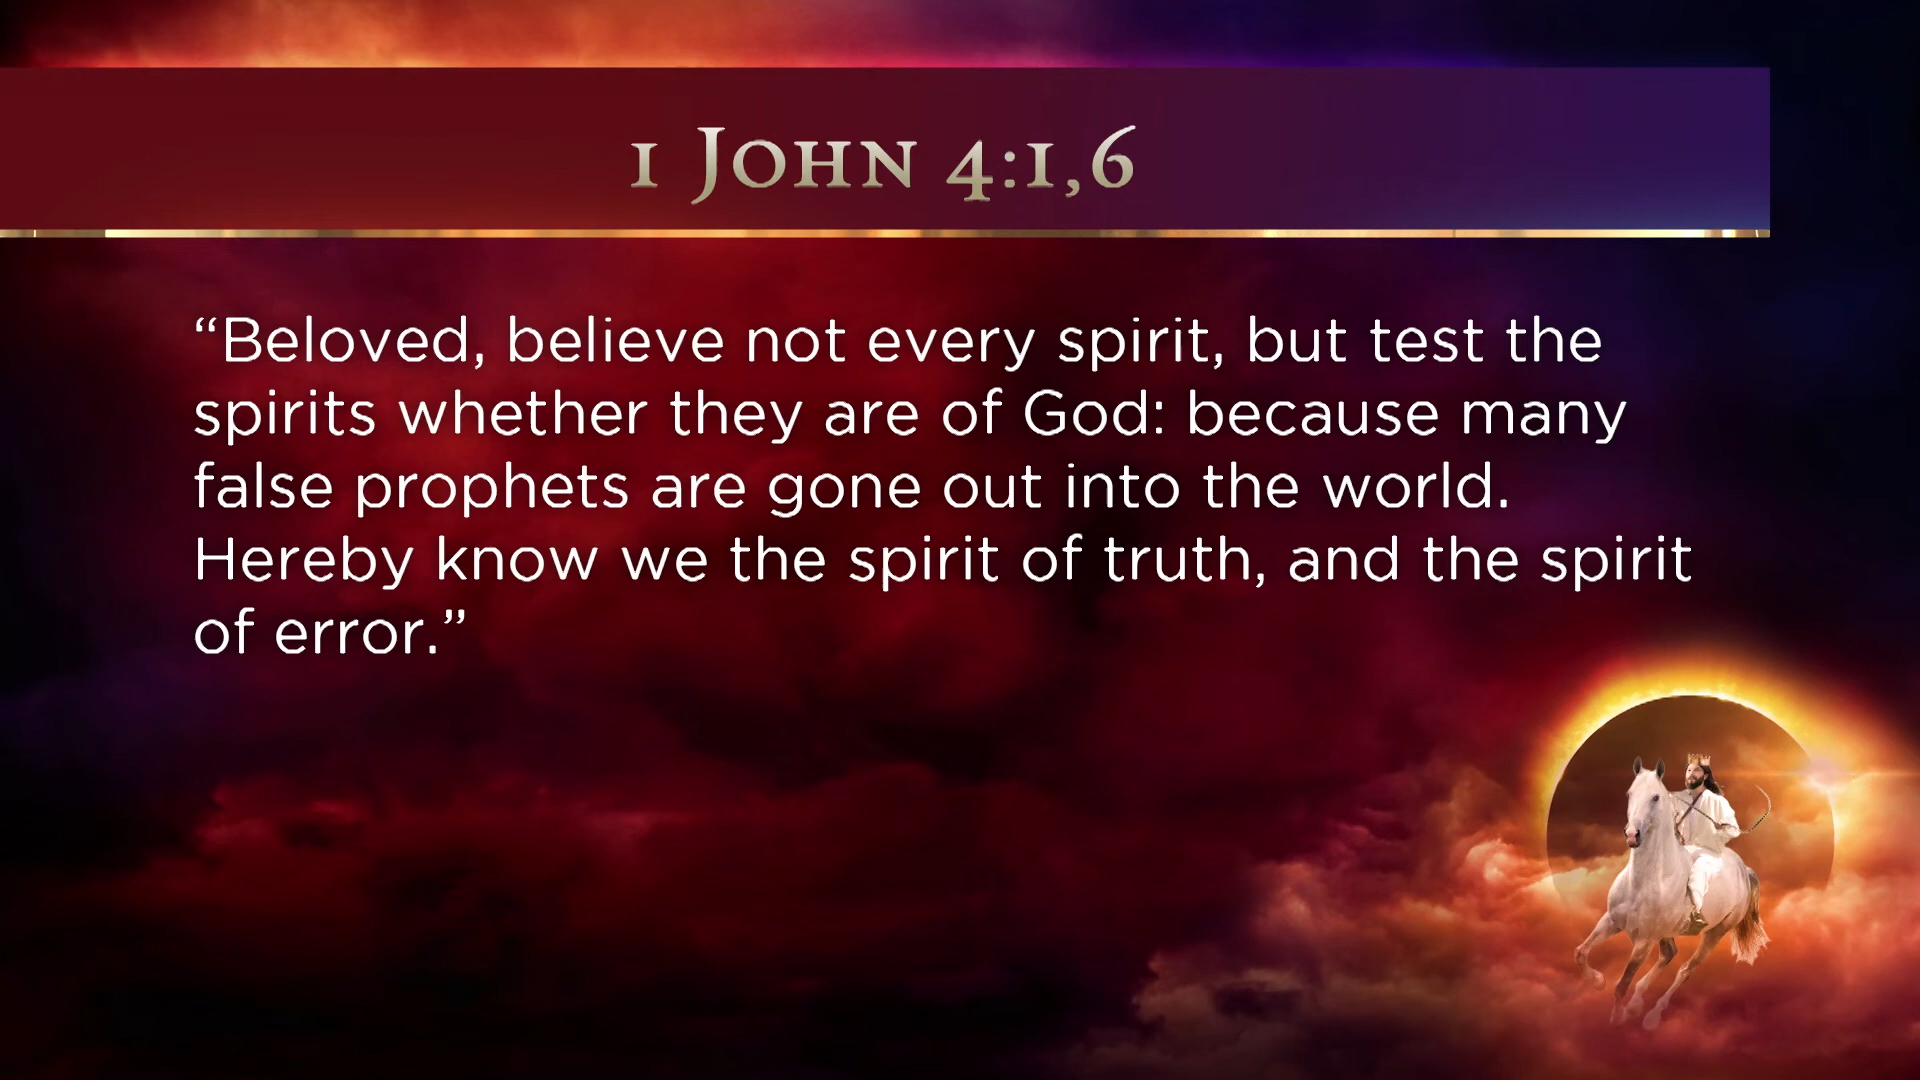 1 John 4:1,6
“Beloved, believe not every spirit, but test the
spirits whether they are of God: because many
false prophets are gone out into the world.
Hereby know we the spirit of truth, and the spirit
of error.”